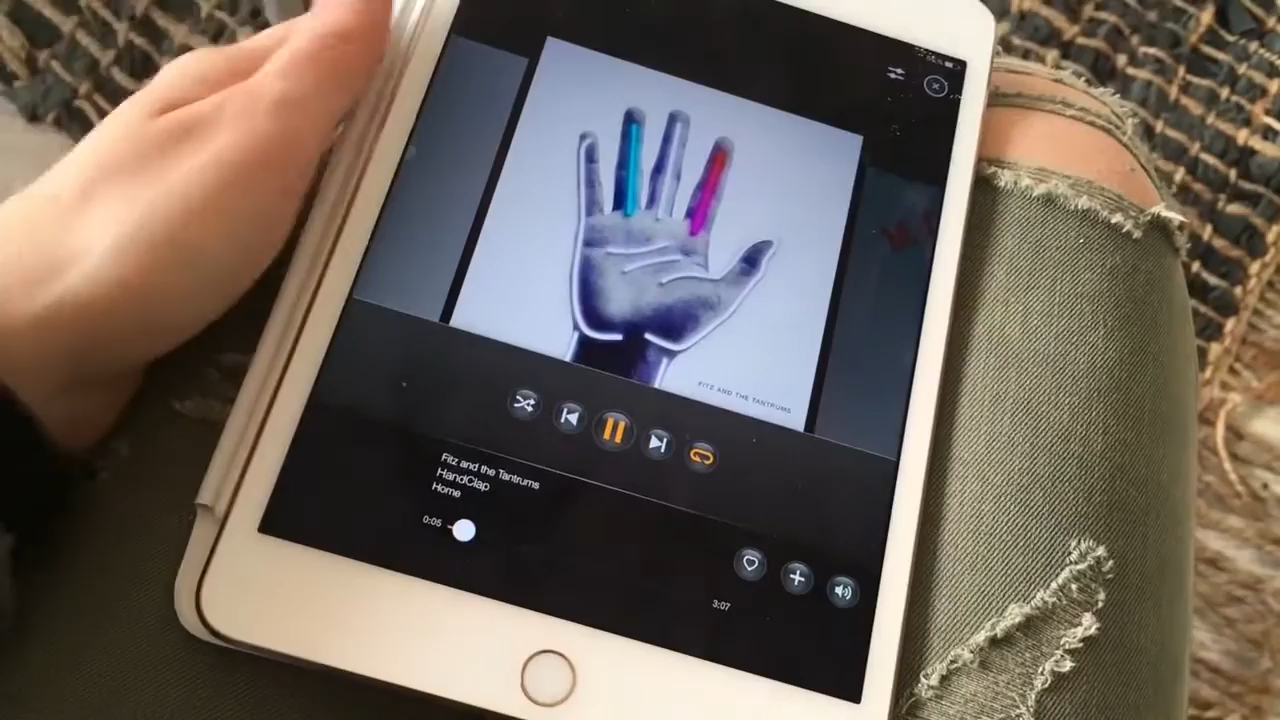 FITZ AND THE TANTRUMS
Fitz and the Tantrums
HandClap
Home
0:05
3:07